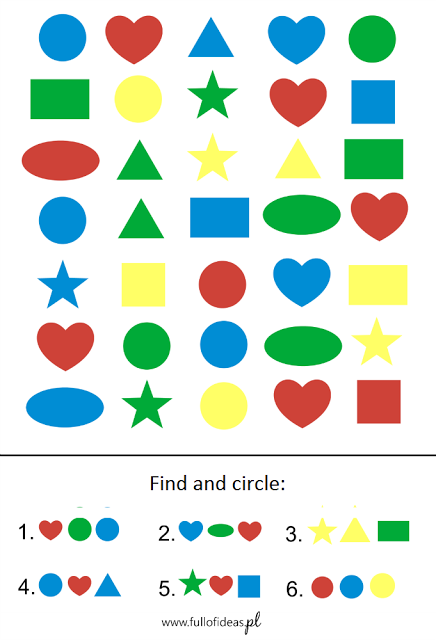 Find and circle:
1. 2. 3.
4. 5. 6.
www.fullofideas.pl